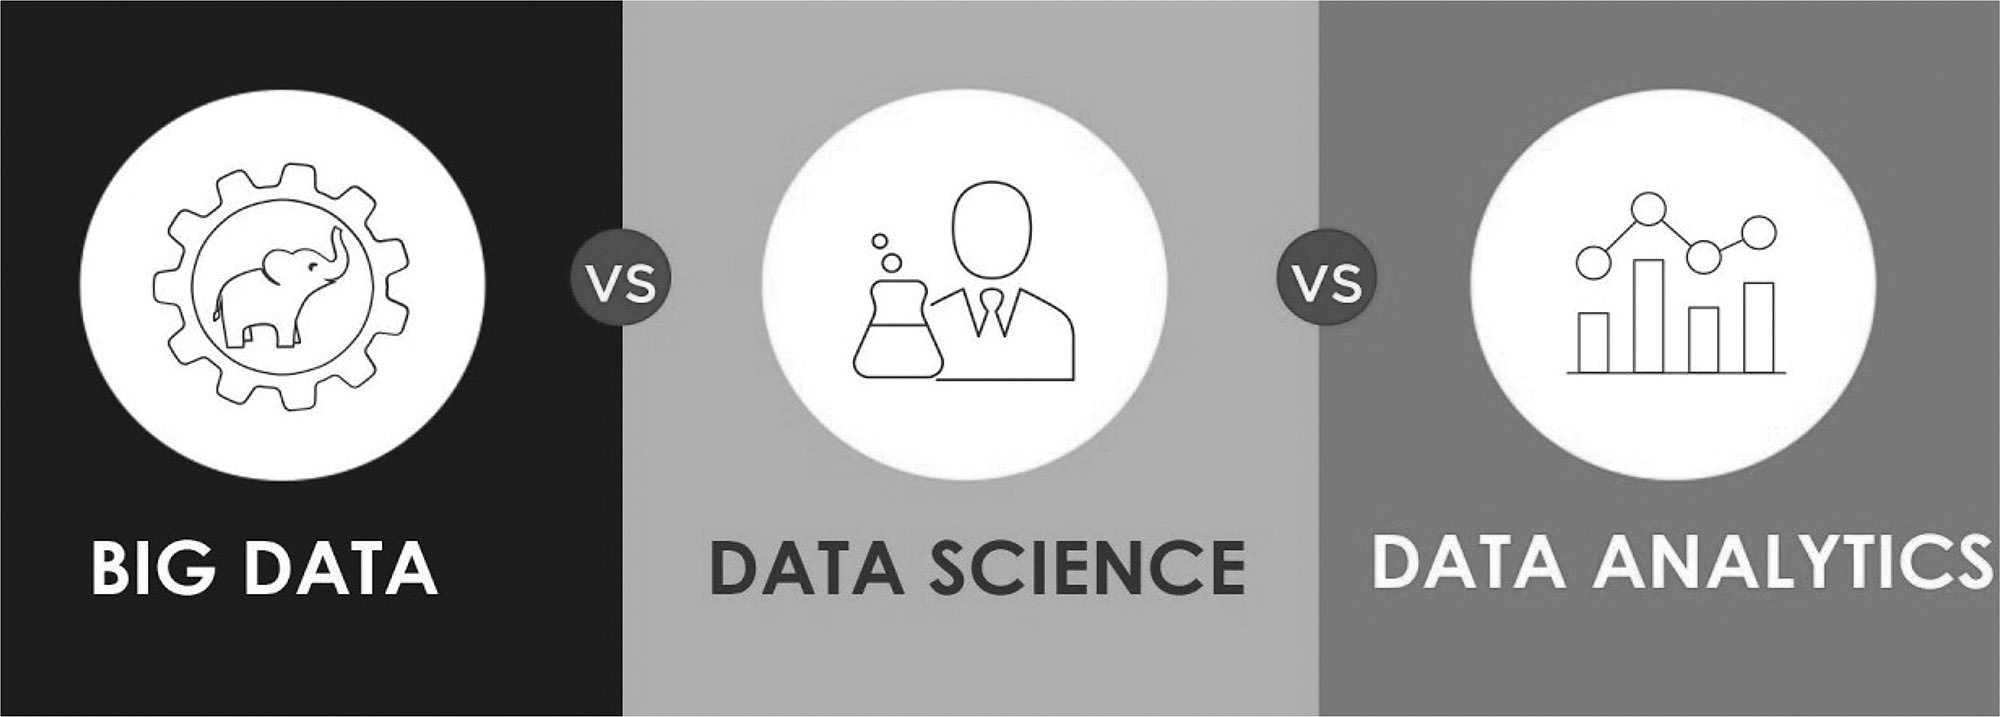 VS
VS
BIG DATA
DATA SCIENCE
DATA ANALYTICS